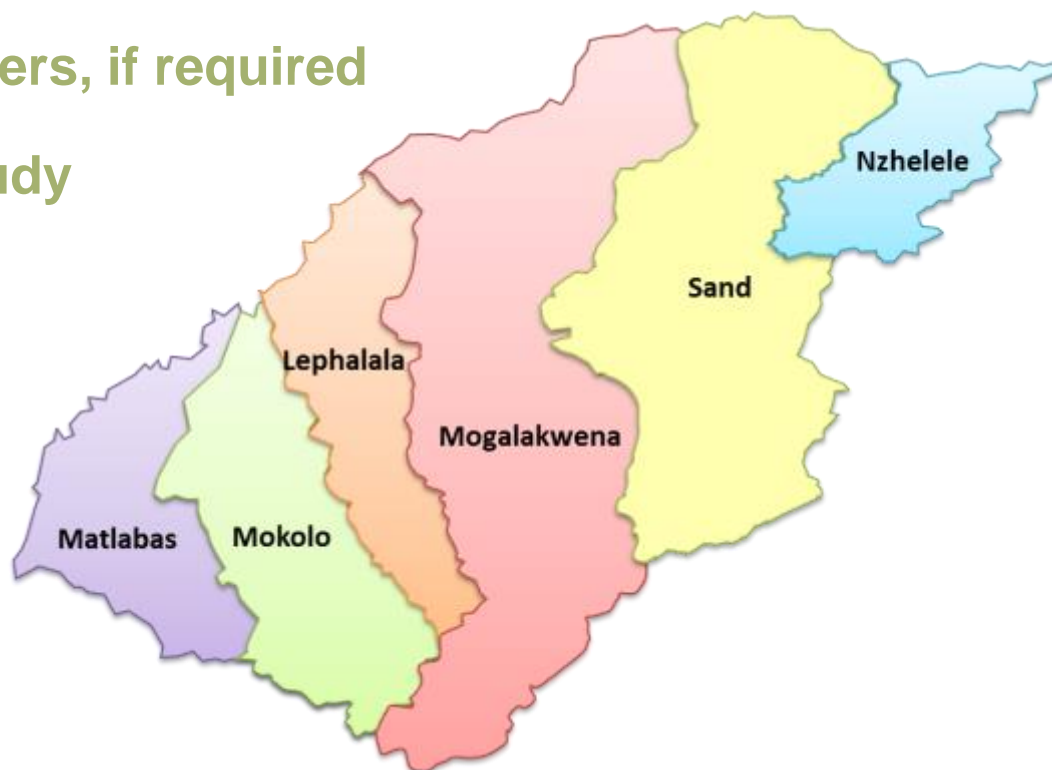 ers, if required
udy
Nzhelele
Sand
Lephalala
Mogalakwena
Matlabas
Mokolo